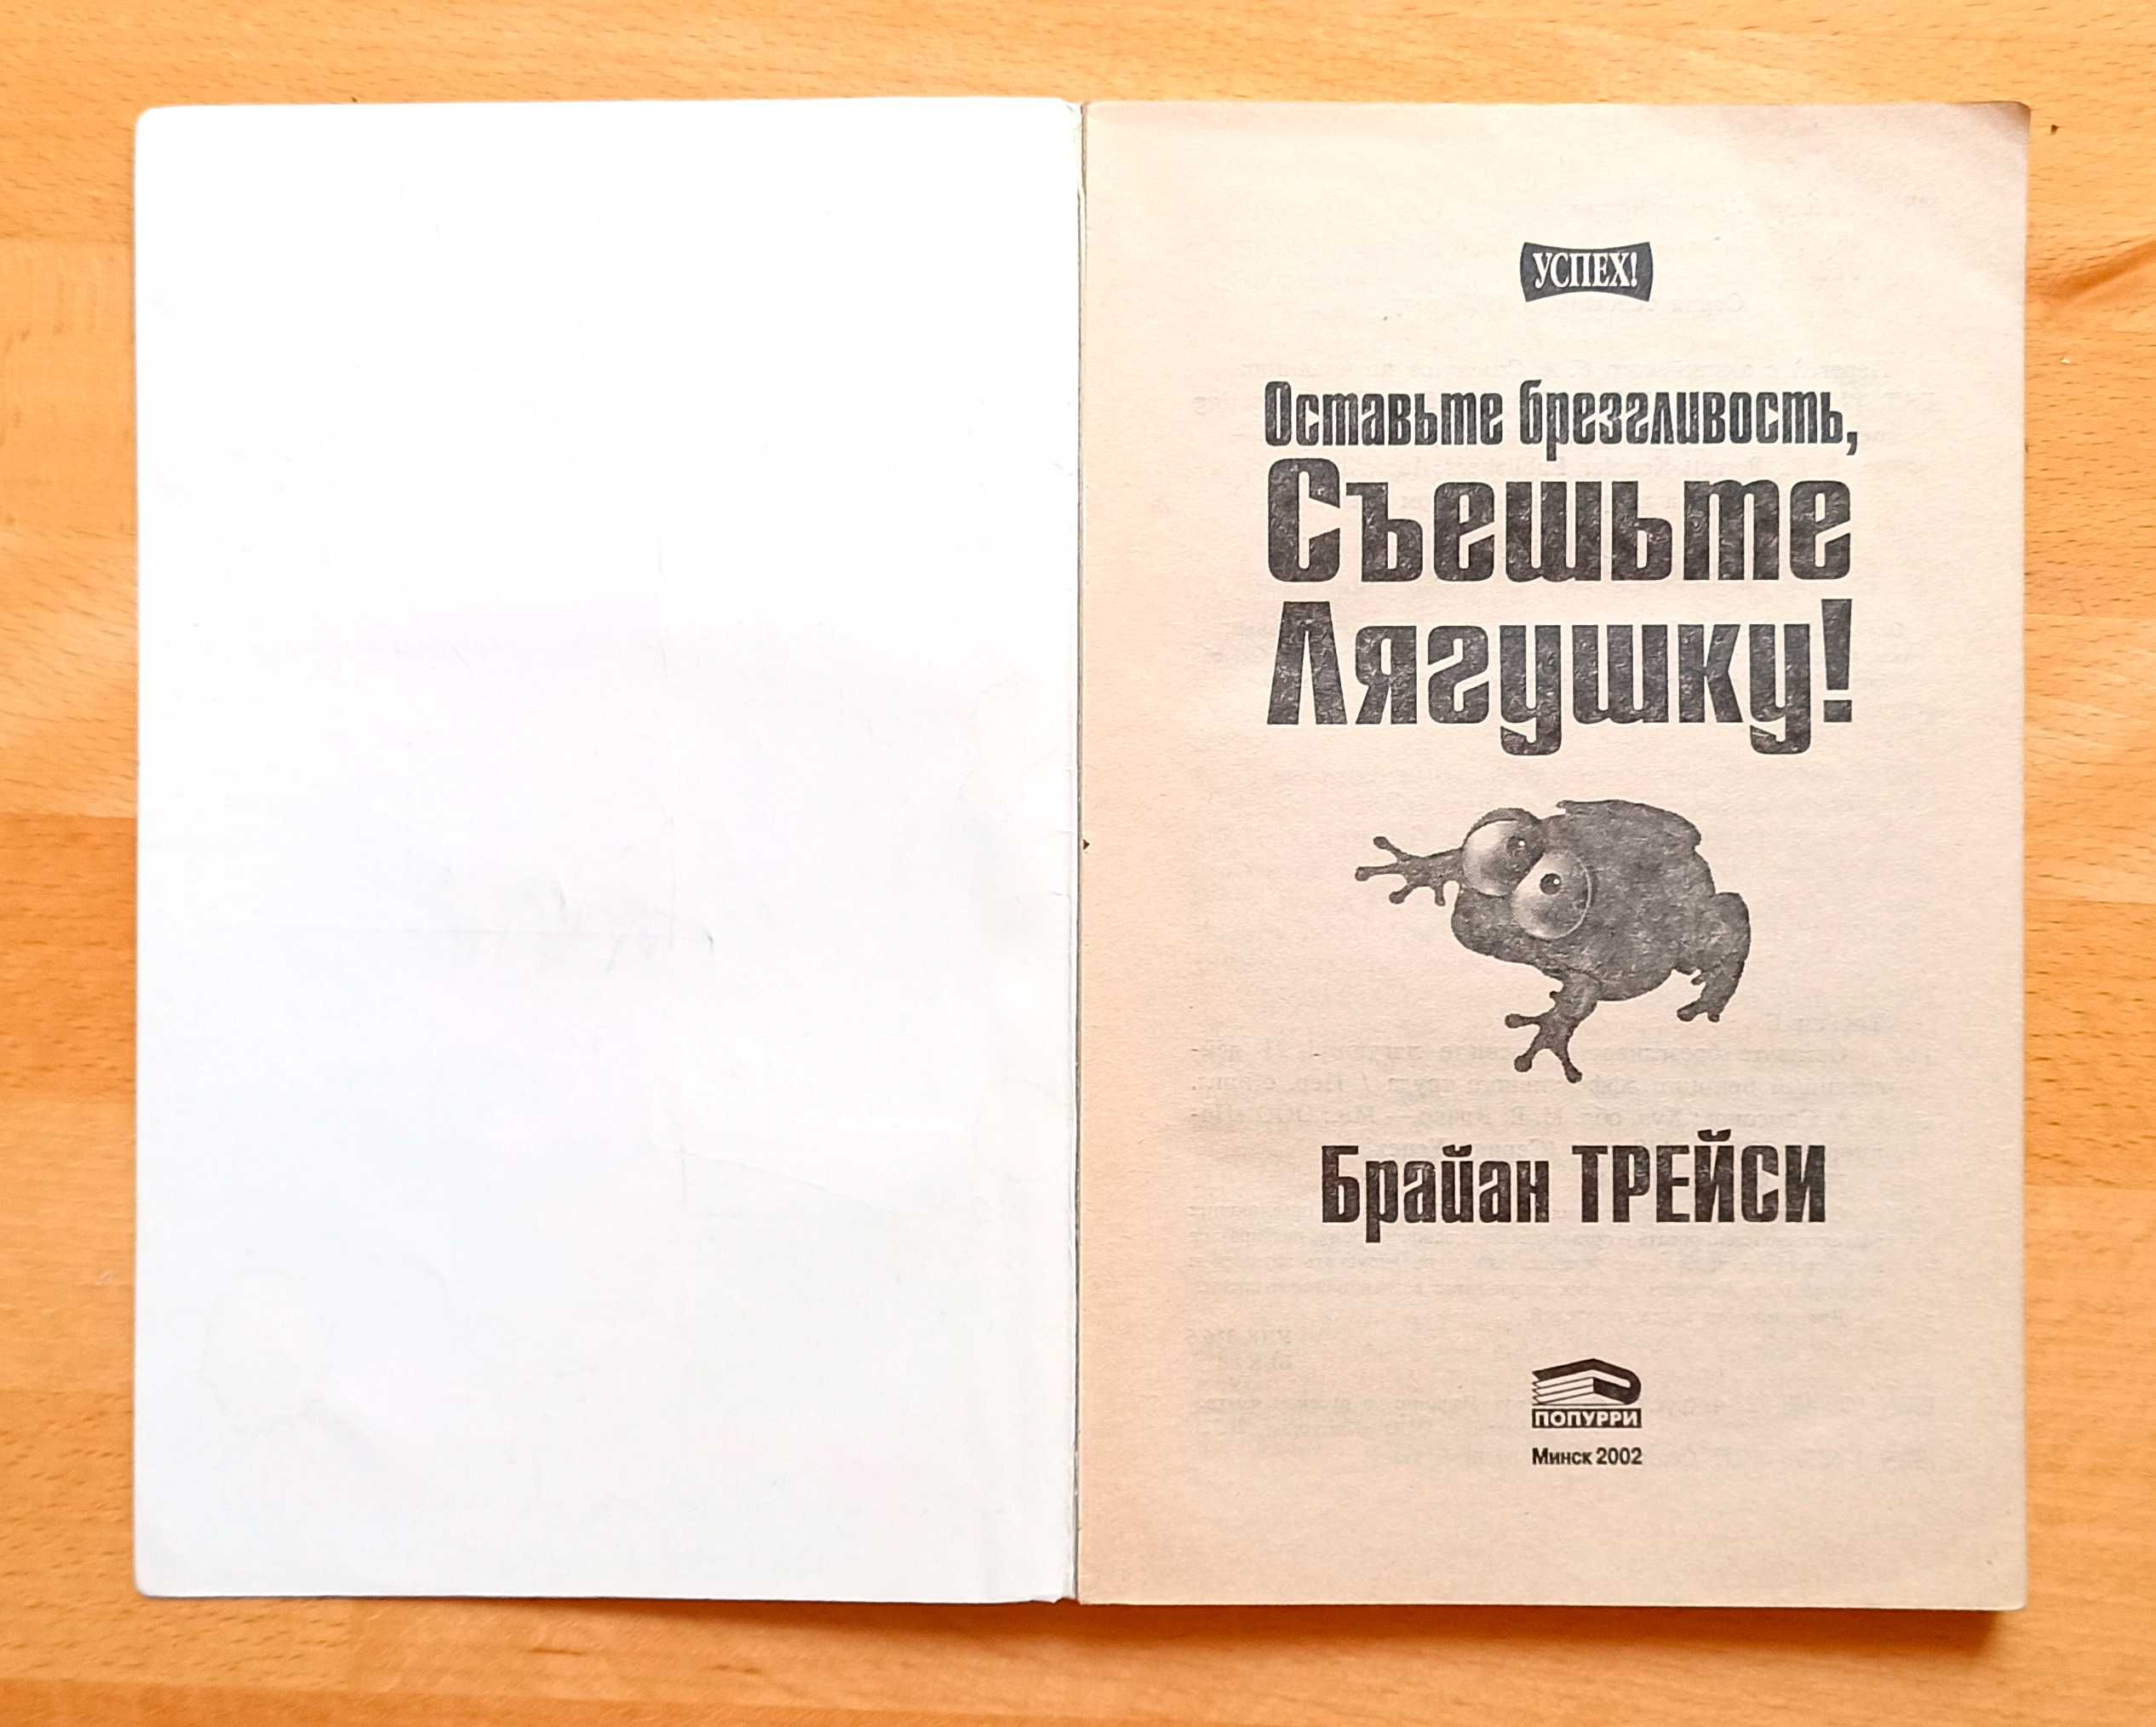 УСПЕХ!
Оставьте брезгливость,
Съешьте
Лягушку!
Брайан ТРЕЙСИ
ПОПУРРИ
Минск 2002